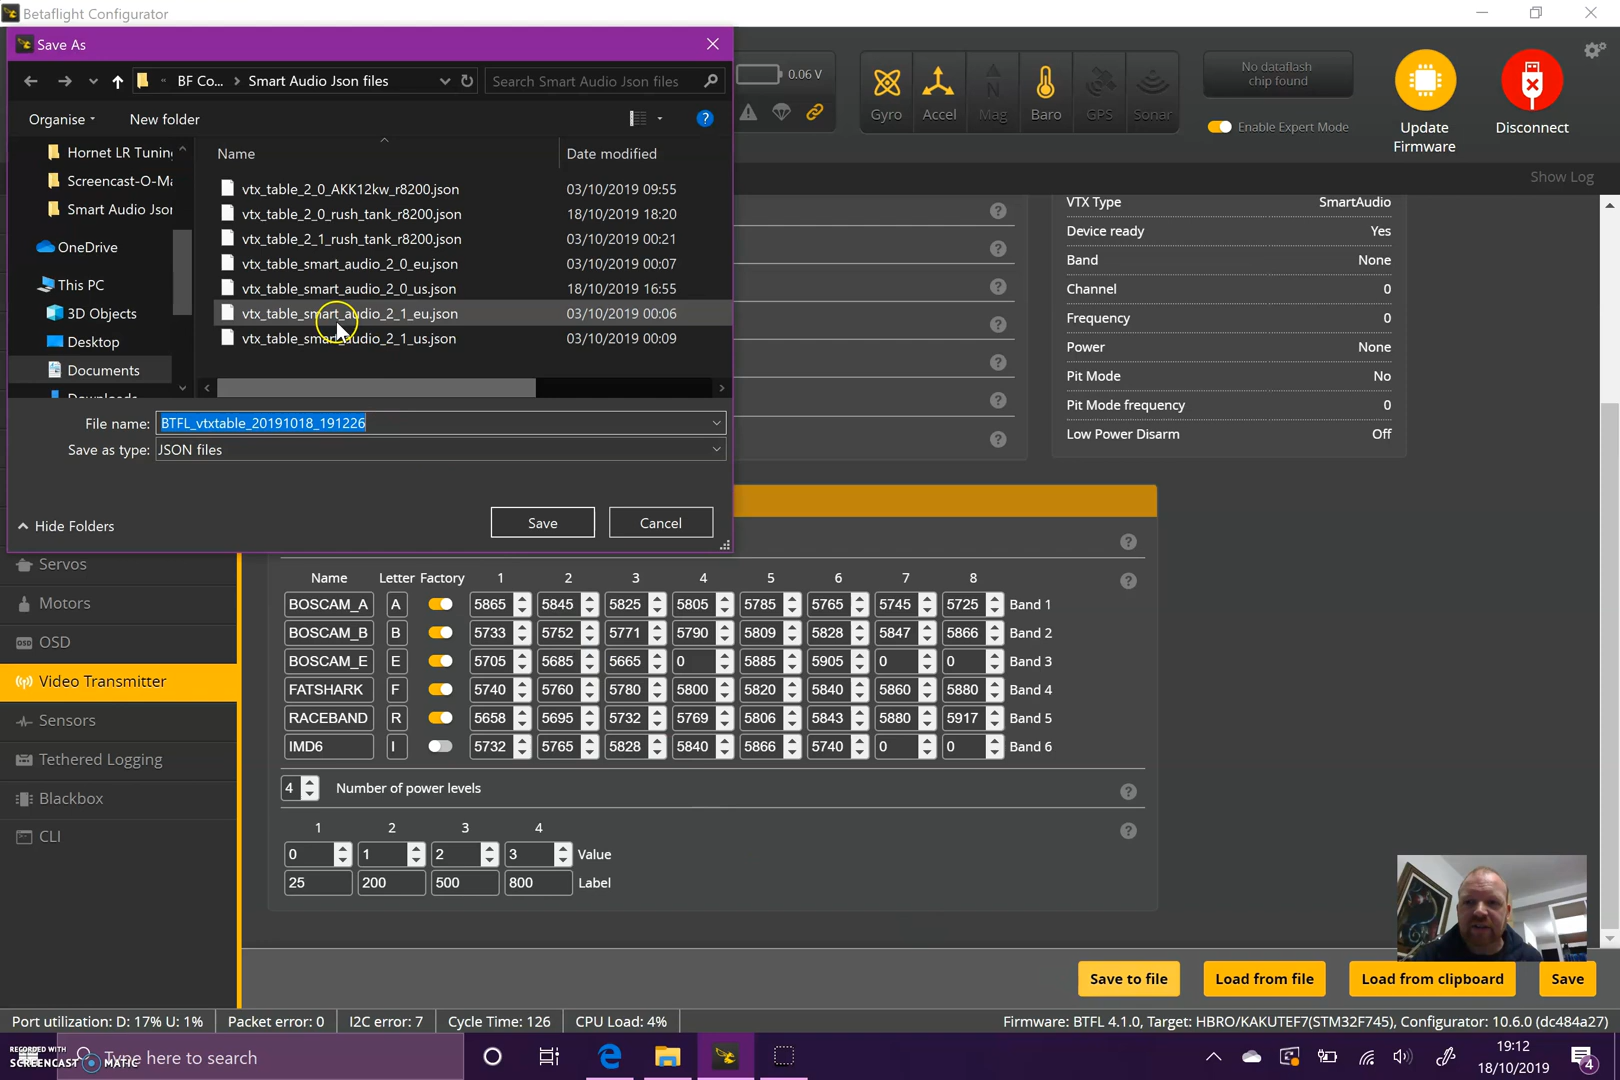 Betaflight Configurator
Save As
« BF Co... > Smart Audio Json files
Search Smart Audio Json files
Organise
New folder
?
Hornet LR Tuning
Screencast-O-Ma
Smart Audio Json
OneDrive
This PC
3D Objects
Desktop
Documents
Downloads
Name Date modified
vtx_table_2_0_AKK12kw_r8200.json 03/10/2019 09:55
vtx_table_2_0_rush_tank_r8200.json 18/10/2019 18:20
vtx_table_2_1_rush_tank_r8200.json 03/10/2019 00:21
vtx_table_smart_audio_2_0_eu.json 03/10/2019 00:07
vtx_table_smart_audio_2_0_us.json 18/10/2019 16:55
vtx_table_smart_audio_2_1_eu.json 03/10/2019 00:06
vtx_table_smart_audio_2_1_us.json 03/10/2019 00:09
File name: BTFL_vtxtable_20191018_191226
Save as type: JSON files
Hide Folders
Save
Cancel
0.06 V
Gyro
Accel
Mag
Baro
GPS
Sonar
No dataflash
chip found
Enable Expert Mode
Update
Firmware
Disconnect
Show Log
VTX Type SmartAudio
Device ready Yes
Band None
Channel 0
Frequency 0
Power None
Pit Mode No
Pit Mode frequency 0
Low Power Disarm Off
Servos
Motors
OSD OSD
Video Transmitter
Sensors
Tethered Logging
Blackbox
CLI
Name Letter Factory 1 2 3 4 5 6 7 8
BOSCAM_A A 5865 5845 5825 5805 5785 5765 5745 5725 Band 1
BOSCAM_B B 5733 5752 5771 5790 5809 5828 5847 5866 Band 2
BOSCAM_E E 5705 5685 5665 0 5885 5905 0 0 Band 3
FATSHARK F 5740 5760 5780 5800 5820 5840 5860 5880 Band 4
RACEBAND R 5658 5695 5732 5769 5806 5843 5880 5917 Band 5
IMD6 I 5732 5765 5828 5840 5866 5740 0 0 Band 6
4 Number of power levels
1 2 3 4
0 1 2 3 Value
25 200 500 800 Label
Save to file
Load from file
Load from clipboard
Save
Port utilization: D: 17% U: 1%
Packet error: 0
I2C error: 7
Cycle Time: 126
CPU Load: 4%
Firmware: BTFL 4.1.0, Target: HBRO/KAKUTEF7(STM32F745), Configurator: 10.6.0 (dc484a27)
RECORDED WITH
SCREENCAST MATIC
Type here to search
19:12
18/10/2019
4